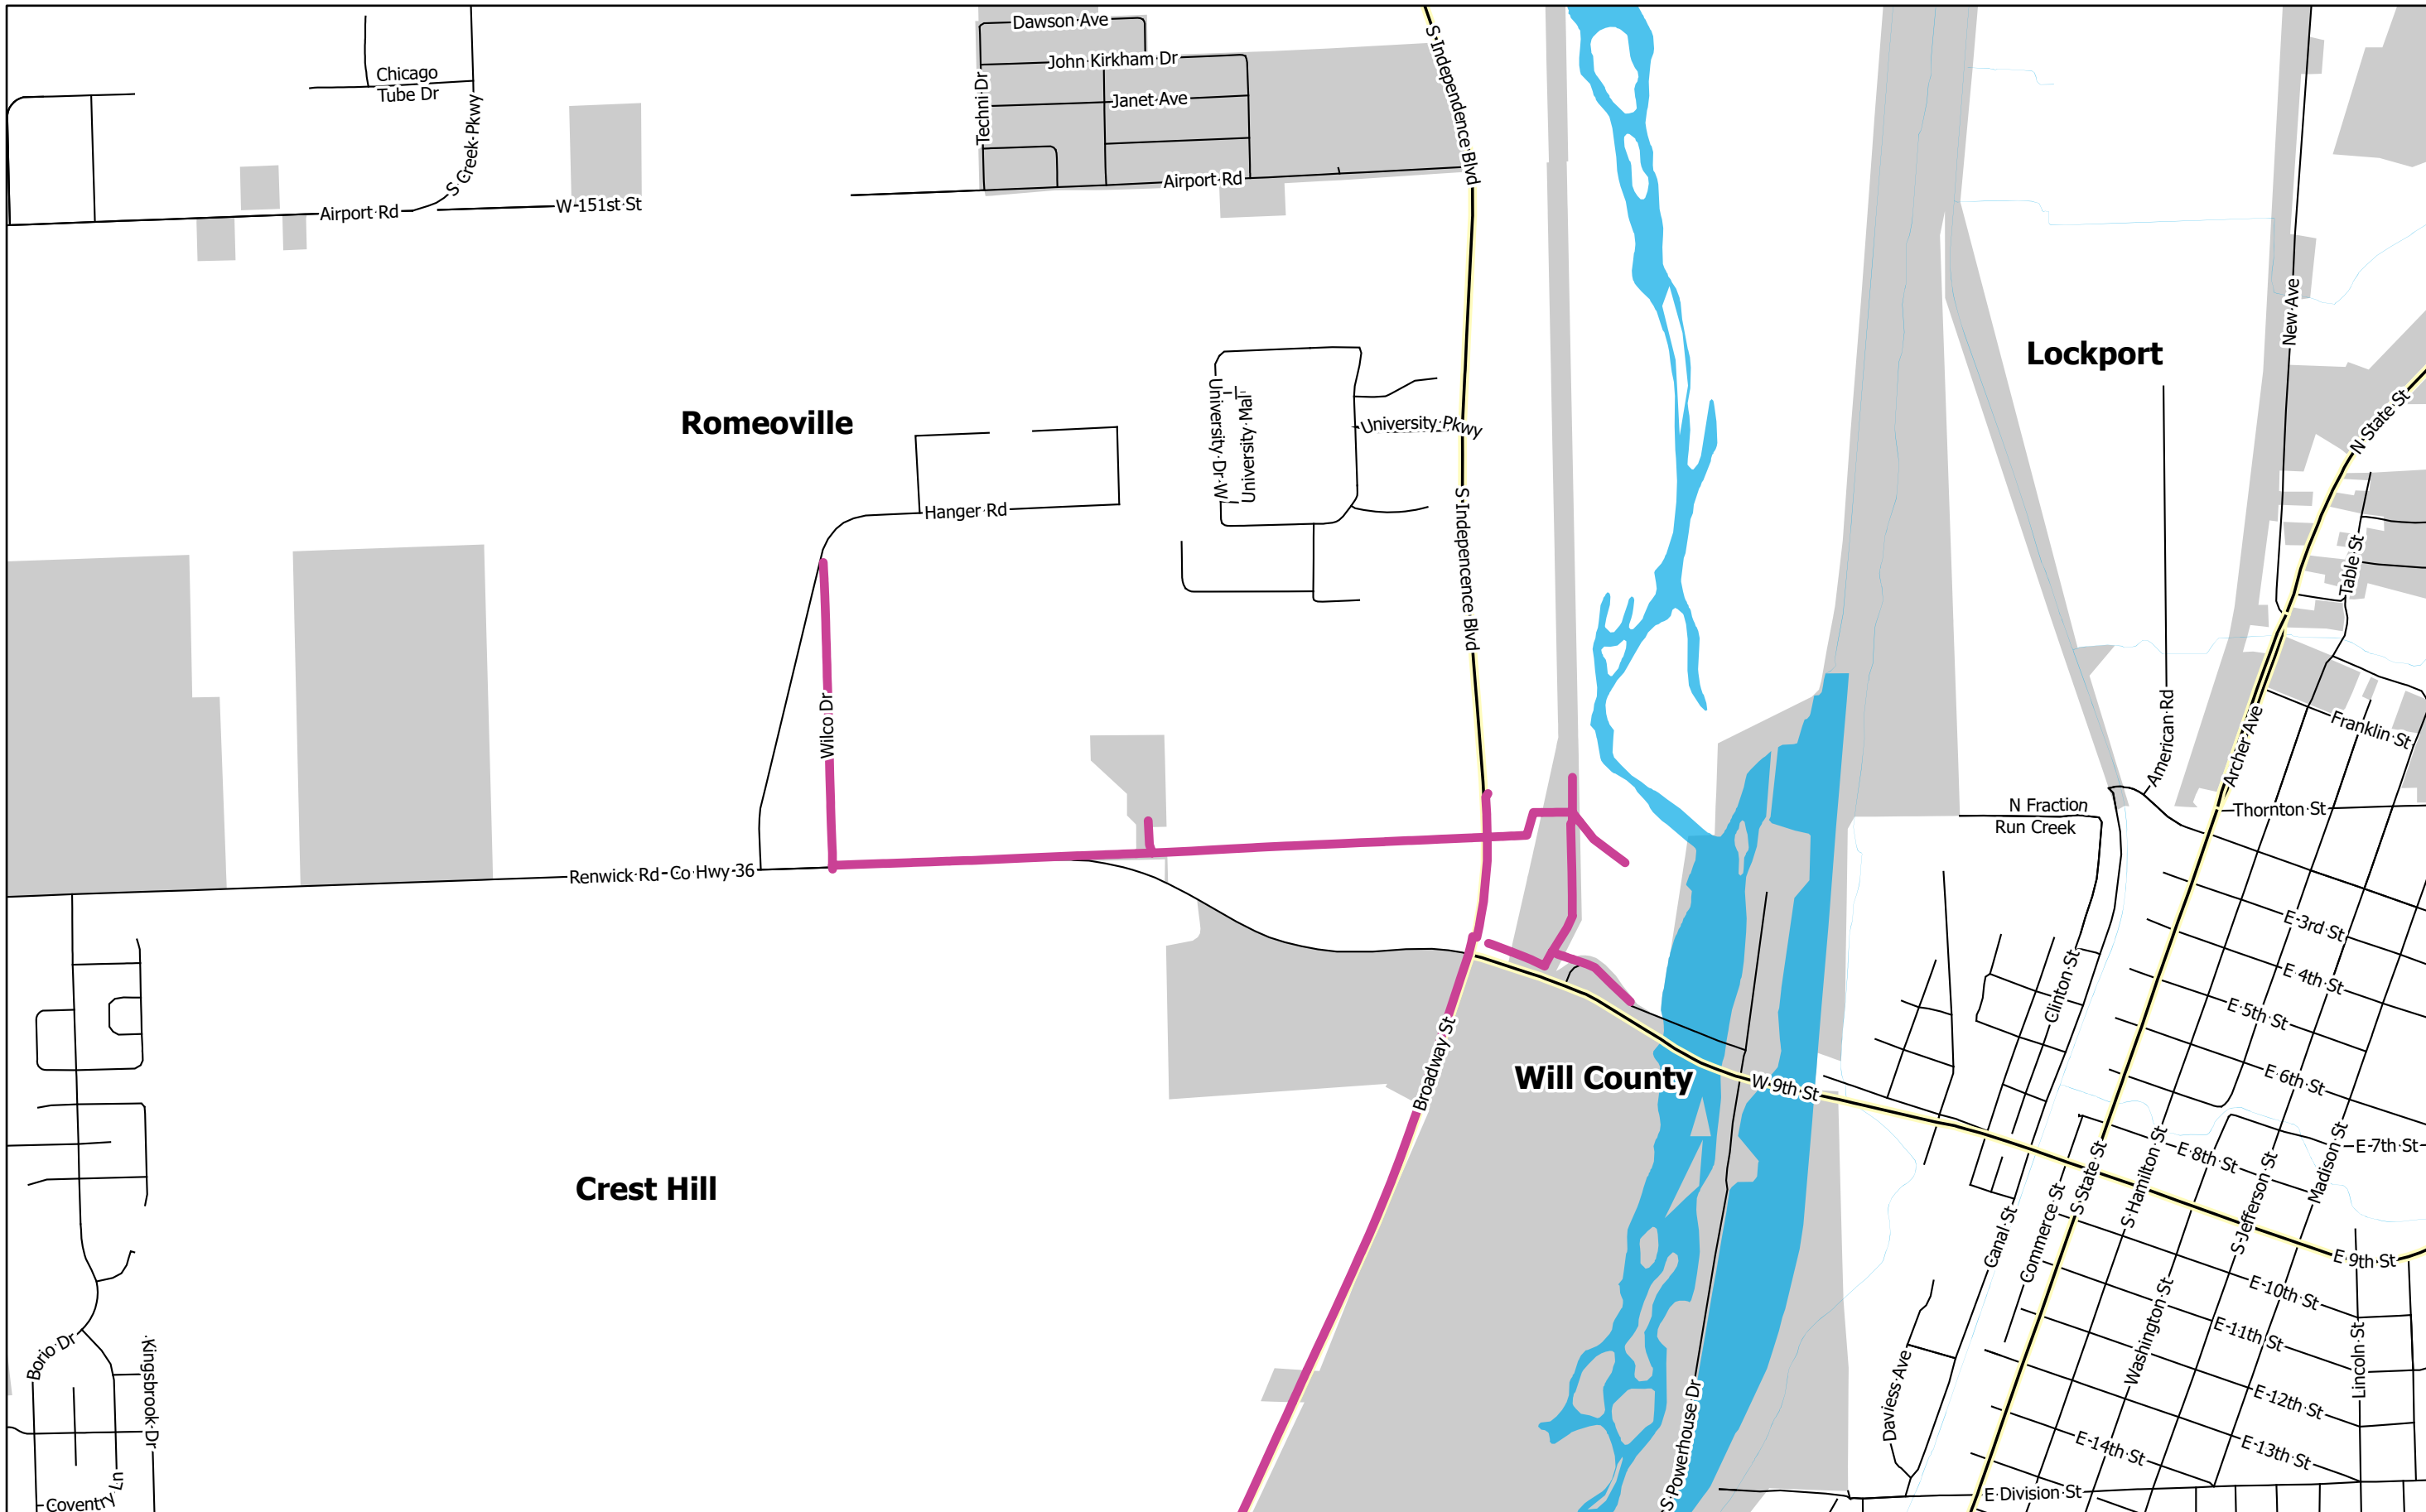 Dawson Ave
S Independence Blvd
John Kirkham Dr
Chicago
Tube Dr
Techni Dr
Janet Ave
S Creek Pkwy
Airport Rd
W 151st St
Airport Rd
New Ave
Lockport
Romeoville
University Dr W
University Mall
University Pkwy
N State St
Hanger Rd
S Indepencence Blvd
Table St
Wilco Dr
American Rd
Archer Ave
Franklin St
N Fraction
Run Creek
Thornton St
Renwick Rd-Co Hwy 36
E 3rd St
E 4th St
Clinton St
E 5th St
Broadway St
Will County
W 9th St
E 6th St
E 7th St
E 8th St
Crest Hill
S State St
S Hamilton St
S Jefferson St
Madison St
Canal St
Commerce St
E 9th St
Washington St
E 10th St
E 11th St
Lincoln St
Borio Dr
Kingsbrook Dr
Daviess Ave
E 12th St
S Powerhouse Dr
E 14th St
E 13th St
Coventry Ln
E Division St